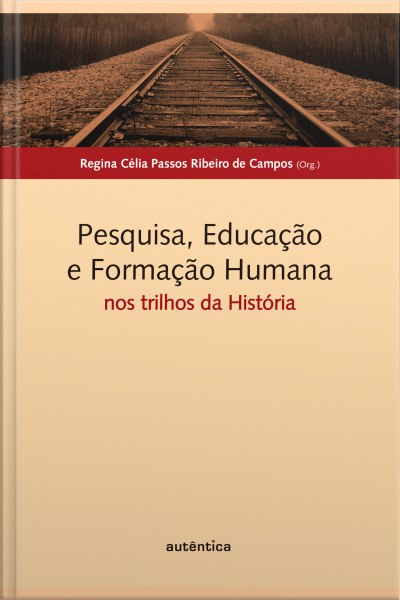 Regina Célia Passos Ribeiro de Campos (Org.)
Pesquisa, Educação
e Formação Humana
nos trilhos da História
autêntica